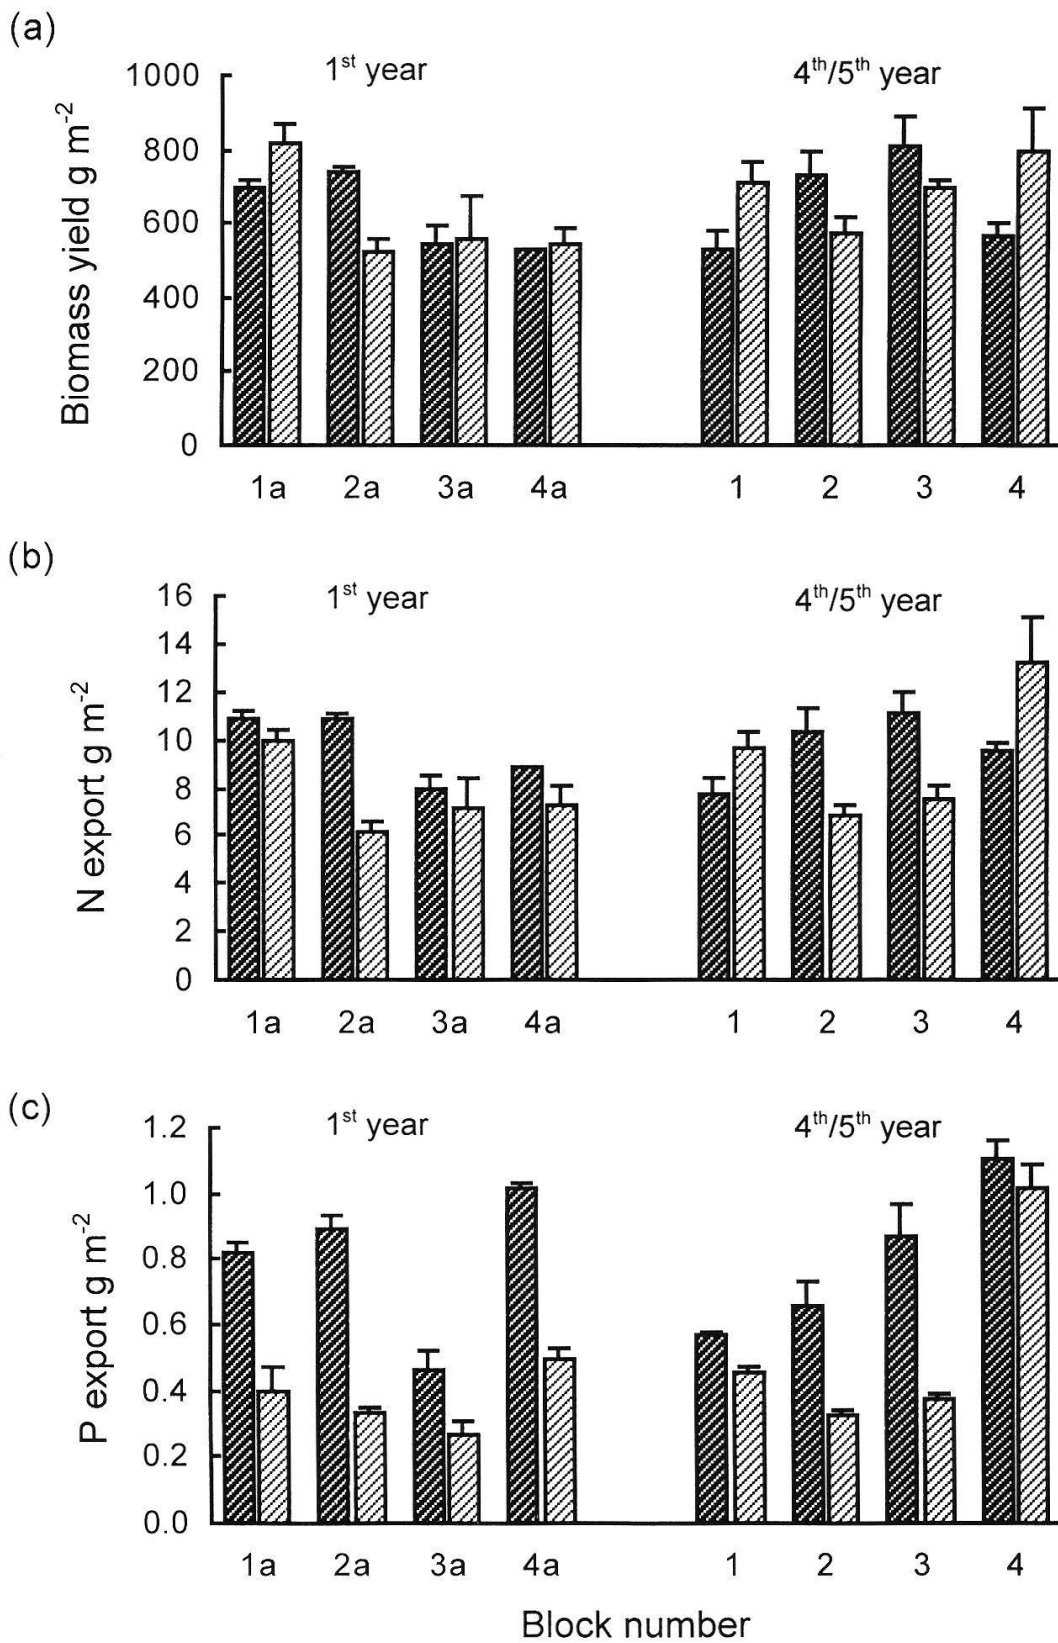 (a)
1st year
4th/5th year
Biomass yield g m-2
1000
800
600
400
200
0
1a 2a 3a 4a 1 2 3 4
(b)
1st year
4th/5th year
N export g m-2
16
14
12
10
8
6
4
2
0
1a 2a 3a 4a 1 2 3 4
(c)
1st year
4th/5th year
P export g m-2
1.2
1.0
0.8
0.6
0.4
0.2
0.0
1a 2a 3a 4a 1 2 3 4
Block number